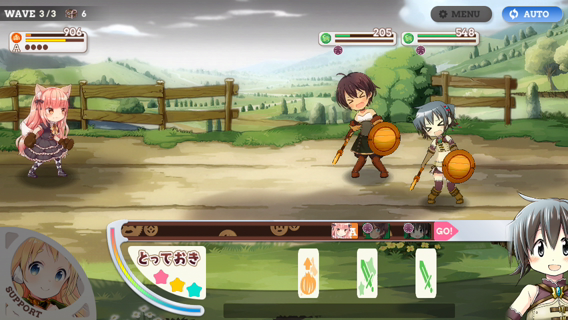 WAVE 3/3 6
MENU
AUTO
906
A
205
548
A
GO!
とっておき
SUPPORT